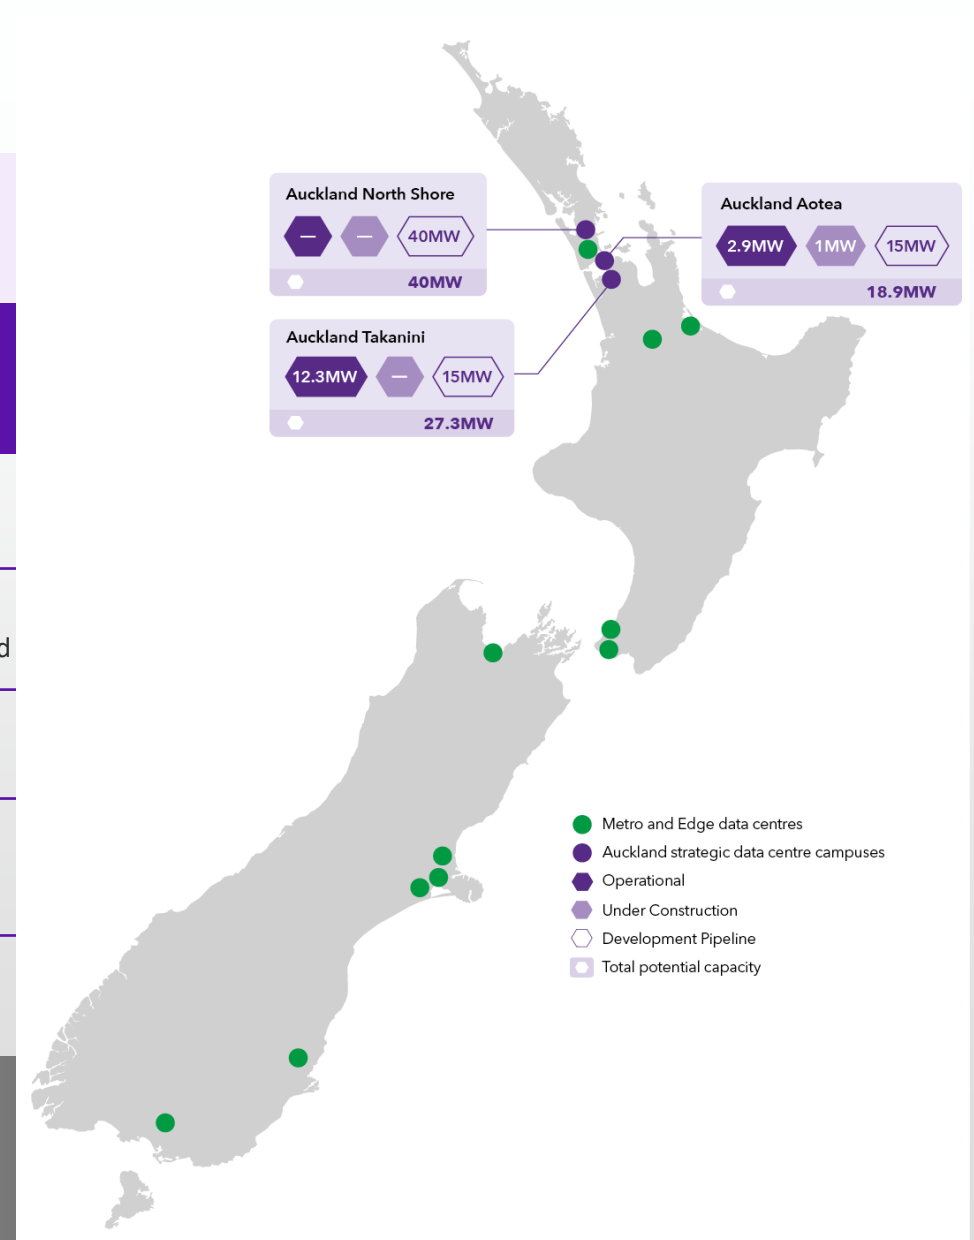 Auckland North Shore
— — 40MW
40MW
Auckland Aotea
2.9MW 1MW 15MW
18.9MW
Auckland Takanini
12.3MW — 15MW
27.3MW
d
Metro and Edge data centres
Auckland strategic data centre campuses
Operational
Under Construction
Development Pipeline
Total potential capacity